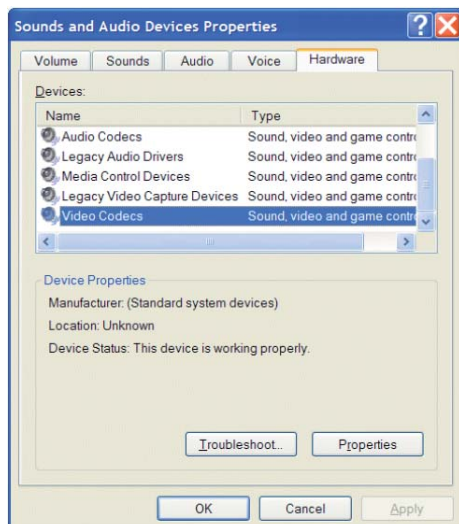 Sounds and Audio Devices Properties
Volume Sounds Audio Voice Hardware
Devices:
Name Type
Audio Codecs Sound, video and game contr
Legacy Audio Drivers Sound, video and game contr
Media Control Devices Sound, video and game contr
Legacy Video Capture Devices Sound, video and game contr
Video Codecs Sound, video and game contr
Device Properties
Manufacturer: (Standard system devices)
Location: Unknown
Device Status: This device is working properly.
Troubleshoot... Properties
OK Cancel Apply